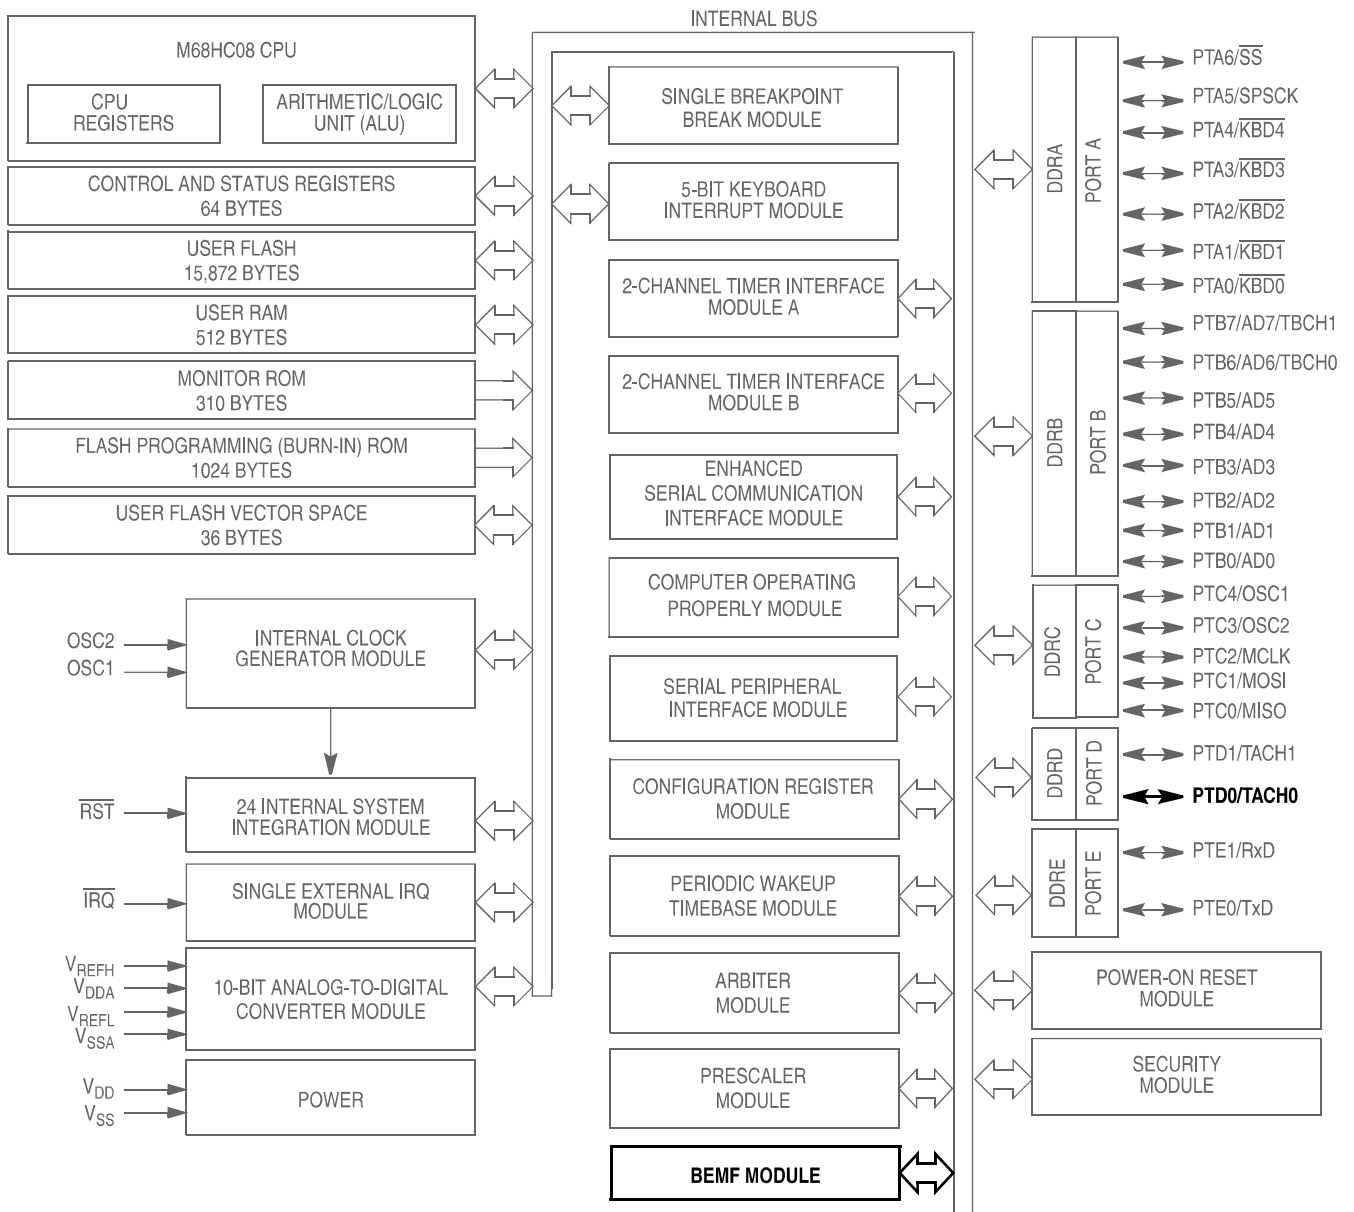 INTERNAL BUS
M68HC08 CPU
CPU
REGISTERS
ARITHMETIC/LOGIC
UNIT (ALU)
CONTROL AND STATUS REGISTERS
64 BYTES
USER FLASH
15,872 BYTES
USER RAM
512 BYTES
MONITOR ROM
310 BYTES
FLASH PROGRAMMING (BURN-IN) ROM
1024 BYTES
USER FLASH VECTOR SPACE
36 BYTES
OSC2
OSC1
INTERNAL CLOCK
GENERATOR MODULE
RST
24 INTERNAL SYSTEM
INTEGRATION MODULE
IRQ
SINGLE EXTERNAL IRQ
MODULE
VREFH
VDDA
VREFL
VSSA
10-BIT ANALOG-TO-DIGITAL
CONVERTER MODULE
VDD
VSS
POWER
SINGLE BREAKPOINT
BREAK MODULE
5-BIT KEYBOARD
INTERRUPT MODULE
2-CHANNEL TIMER INTERFACE
MODULE A
2-CHANNEL TIMER INTERFACE
MODULE B
ENHANCED
SERIAL COMMUNICATION
INTERFACE MODULE
COMPUTER OPERATING
PROPERLY MODULE
SERIAL PERIPHERAL
INTERFACE MODULE
CONFIGURATION REGISTER
MODULE
PERIODIC WAKEUP
TIMEBASE MODULE
ARBITER
MODULE
PRESCALER
MODULE
BEMF MODULE
DDRA
PORT A
PTA6/SS
PTA5/SPSCK
PTA4/KBD4
PTA3/KBD3
PTA2/KBD2
PTA1/KBD1
PTA0/KBD0
DDRB
PORT B
PTB7/AD7/TBCH1
PTB6/AD6/TBCH0
PTB5/AD5
PTB4/AD4
PTB3/AD3
PTB2/AD2
PTB1/AD1
PTB0/AD0
DDRC
PORT C
PTC4/OSC1
PTC3/OSC2
PTC2/MCLK
PTC1/MOSI
PTC0/MISO
DDRD
PORT D
PTD1/TACH1
PTD0/TACH0
DDRE
PORT E
PTE1/RxD
PTE0/TxD
POWER-ON RESET
MODULE
SECURITY
MODULE